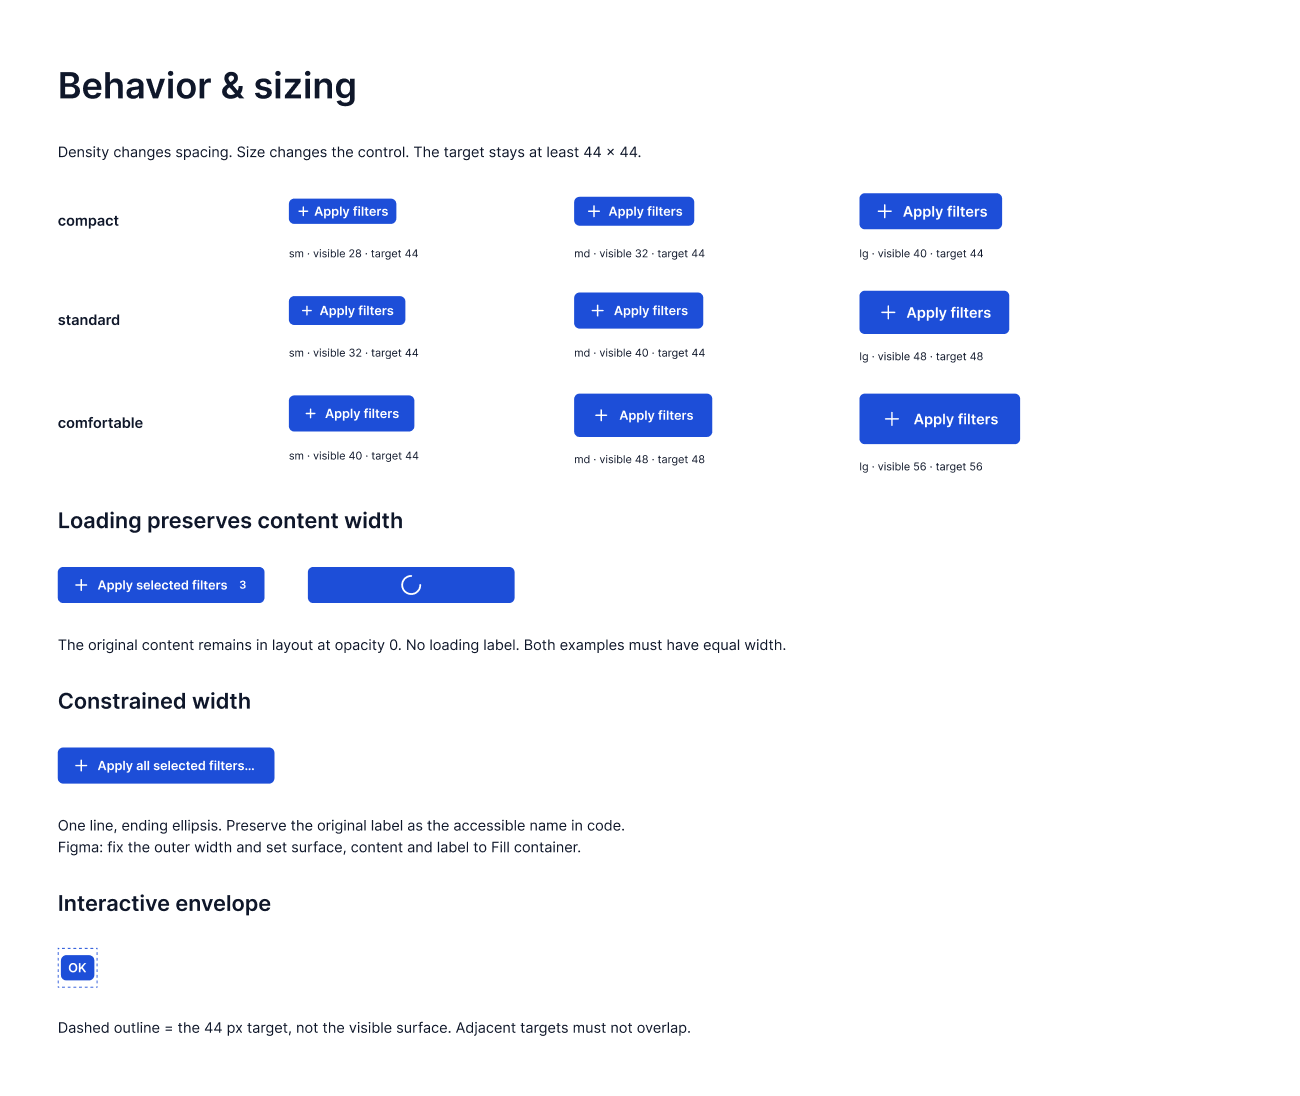 Behavior & sizing
Density changes spacing. Size changes the control. The target stays at least 44 × 44.
compact
Apply filters
Apply filters
Apply filters
sm · visible 28 · target 44
md · visible 32 · target 44
lg · visible 40 · target 44
standard
Apply filters
Apply filters
Apply filters
sm · visible 32 · target 44
md · visible 40 · target 44
lg · visible 48 · target 48
comfortable
Apply filters
Apply filters
Apply filters
sm · visible 40 · target 44
md · visible 48 · target 48
lg · visible 56 · target 56
Loading preserves content width
Apply selected filters 3
The original content remains in layout at opacity 0. No loading label. Both examples must have equal width.
Constrained width
Apply all selected filters...
One line, ending ellipsis. Preserve the original label as the accessible name in code.
Figma: fix the outer width and set surface, content and label to Fill container.
Interactive envelope
OK
Dashed outline = the 44 px target, not the visible surface. Adjacent targets must not overlap.